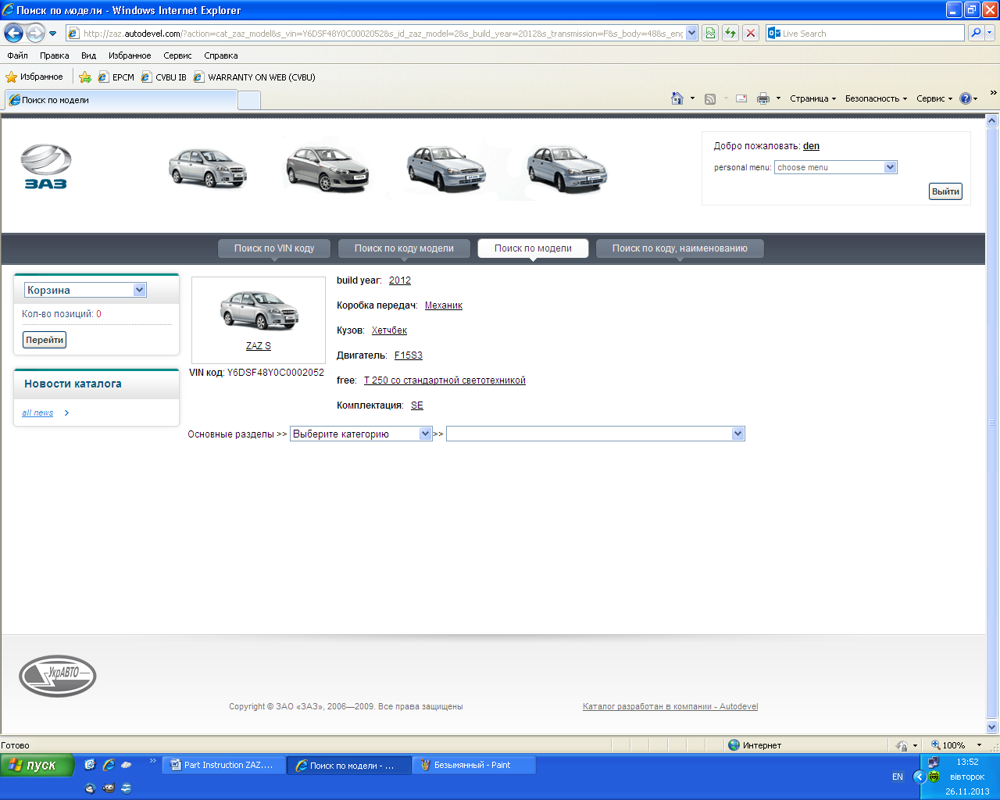 Поиск по модели - Windows Internet Explorer
http://zaz.autodevel.com/?action=cat_zaz_model&s_vin=Y6DSF48Y0C0002052&s_id_zaz_model=2&s_build_year=2012&s_transmission=F&s_body=48&s_eng
Live Search
Файл Правка Вид Избранное Сервис Справка
Избранное EPCM CVBU IB WARRANTY ON WEB (CVBU)
Поиск по модели
Страница Безопасность Сервис
ЗАЗ
Добро пожаловать: den
personal menu: choose menu
Выйти
Поиск по VIN коду Поиск по коду модели Поиск по модели Поиск по коду, наименованию
Корзина
Кол-во позиций: 0
Перейти
Новости каталога
all news
ZAZ S
VIN код: Y6DSF48Y0C0002052
build year: 2012
Коробка передач: Механик
Кузов: Хетчбек
Двигатель: F15S3
free: T 250 со стандартной светотехникой
Комплектация: SE
Основные разделы >> Выберите категорию >>
УкрАВТО
Copyright © ЗАО «ЗАЗ», 2006—2009. Все права защищены
Каталог разработан в компании - Autodevel
Готово Интернет 100%
пуск
Part Instruction ZAZ.... Поиск по модели - ... Безымянный - Paint
EN
13:52
вівторок
26.11.2013